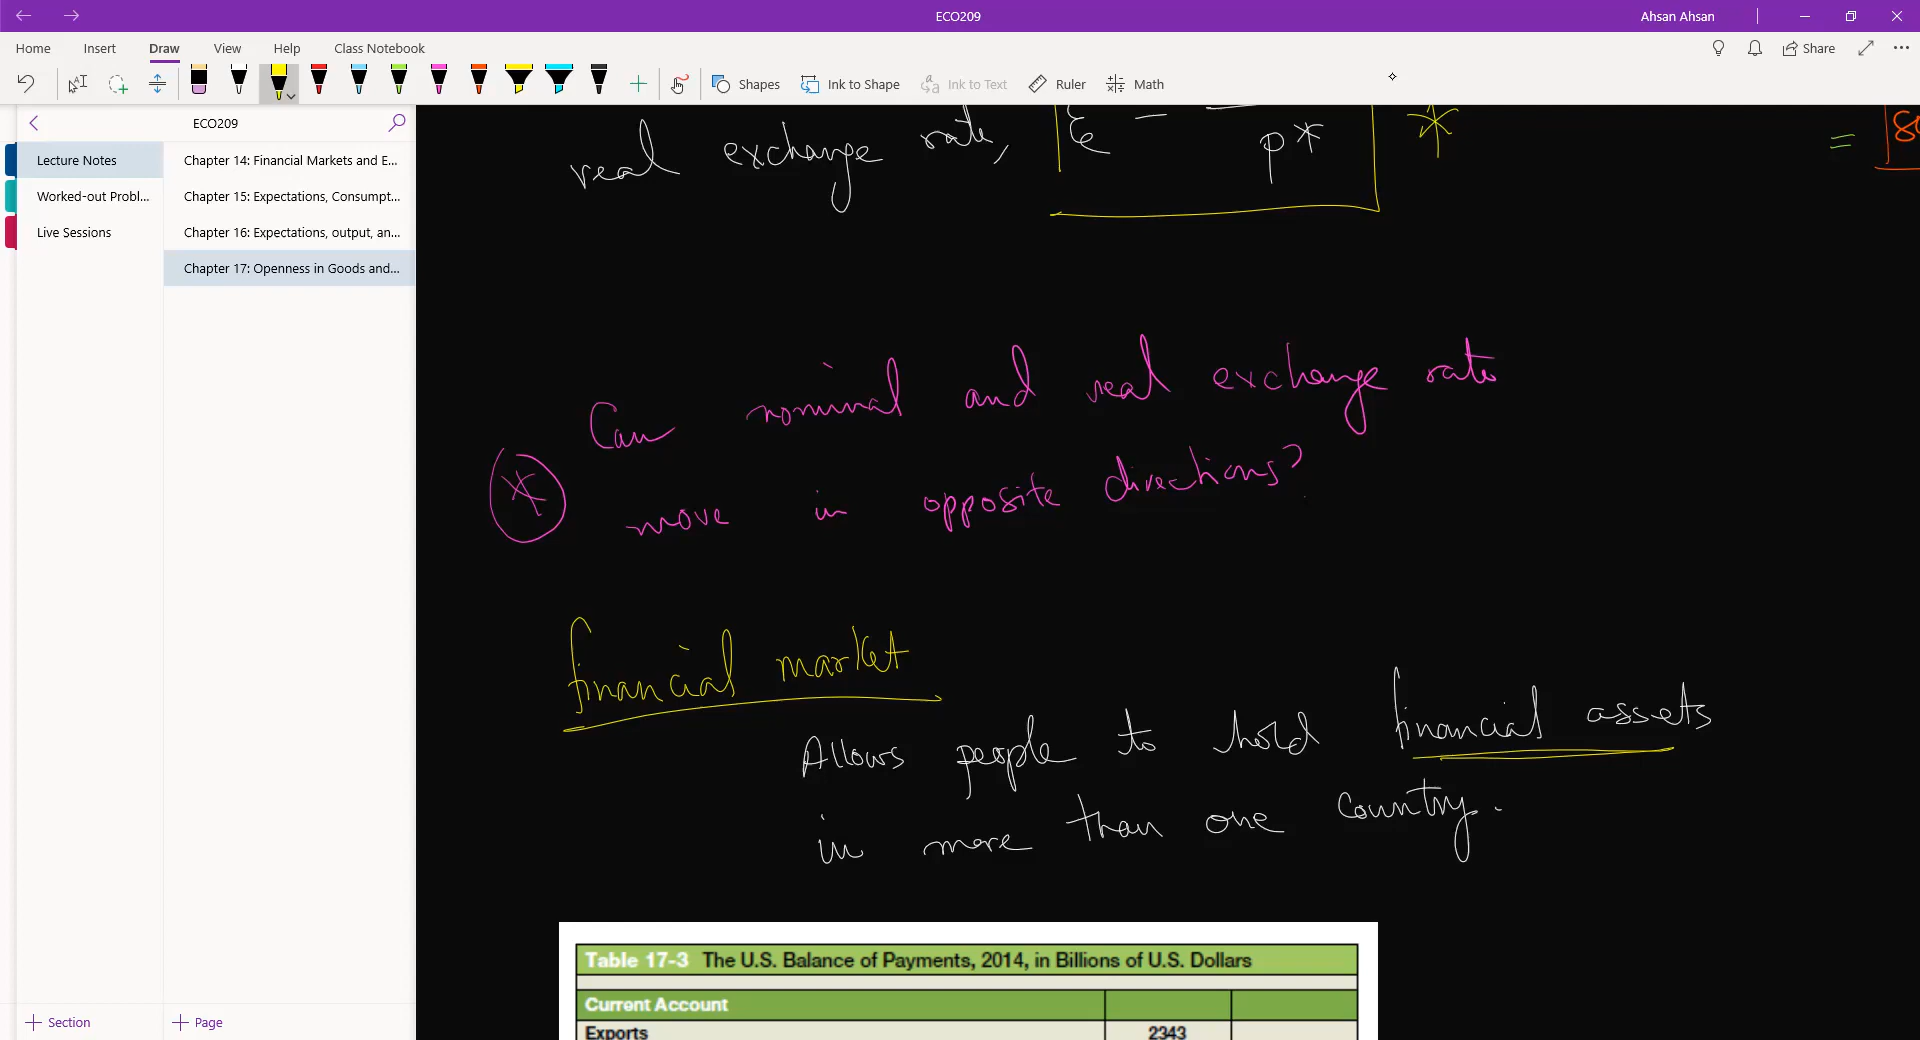 ECO209
Ahsan Ahsan
Home Insert Draw View Help Class Notebook
Share
Shapes Ink to Shape Ink to Text Ruler Math
ECO209
Lecture Notes
Worked-out Probl...
Live Sessions
Chapter 14: Financial Markets and E...
Chapter 15: Expectations, Consumpt...
Chapter 16: Expectations, output, an...
Chapter 17: Openness in Goods and...
real exchange rate, ε = P*
*
=
Can nominal and real exchange rate
* move in opposite directions?
financial market
Allows people to hold financial assets
in more than one country.
Table 17-3 The U.S. Balance of Payments, 2014, in Billions of U.S. Dollars
Current Account
Exports 2343
+ Section
+ Page